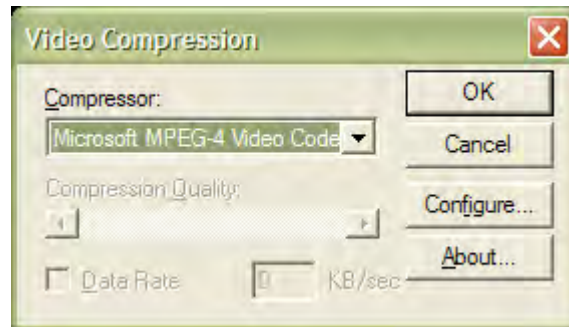 Video Compression
Compressor:
Microsoft MPEG-4 Video Code
Compression Quality:
Data Rate
0
KB/sec
OK
Cancel
Configure...
About...